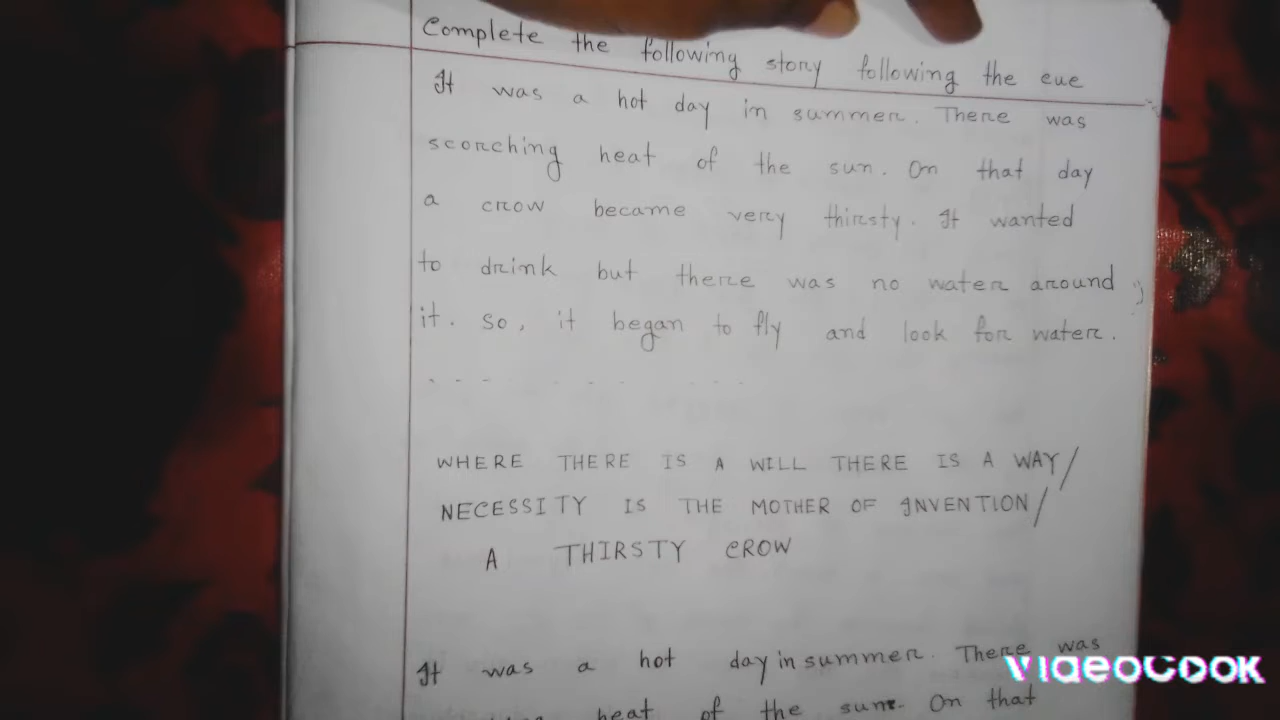 Complete the following story following the cue
It was a hot day in summer. There was
scorching heat of the sun. On that day
a crow became very thirsty. It wanted
to drink but there was no water around
it. So, it began to fly and look for water.
. . . . . . . . . . . .
WHERE THERE IS A WILL THERE IS A WAY/
NECESSITY IS THE MOTHER OF INVENTION/
A THIRSTY CROW
It was a hot day in summer. There was
heat of the sun. On that
VIDEOCOOK